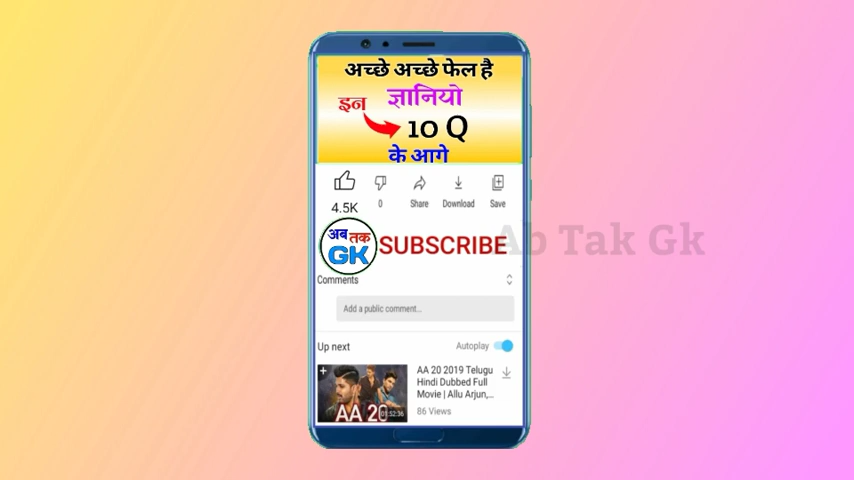 अच्छे अच्छे फेल है
ज्ञानियो
इन
10 Q
के आगे
4.5K
0
Share
Download
Save
अब तक
GK
SUBSCRIBE
Ab Tak Gk
Comments
Add a public comment...
Up next
Autoplay
AA 20 2019 Telugu
Hindi Dubbed Full
Movie | Allu Arjun,...
86 Views
AA 20
01:52:36